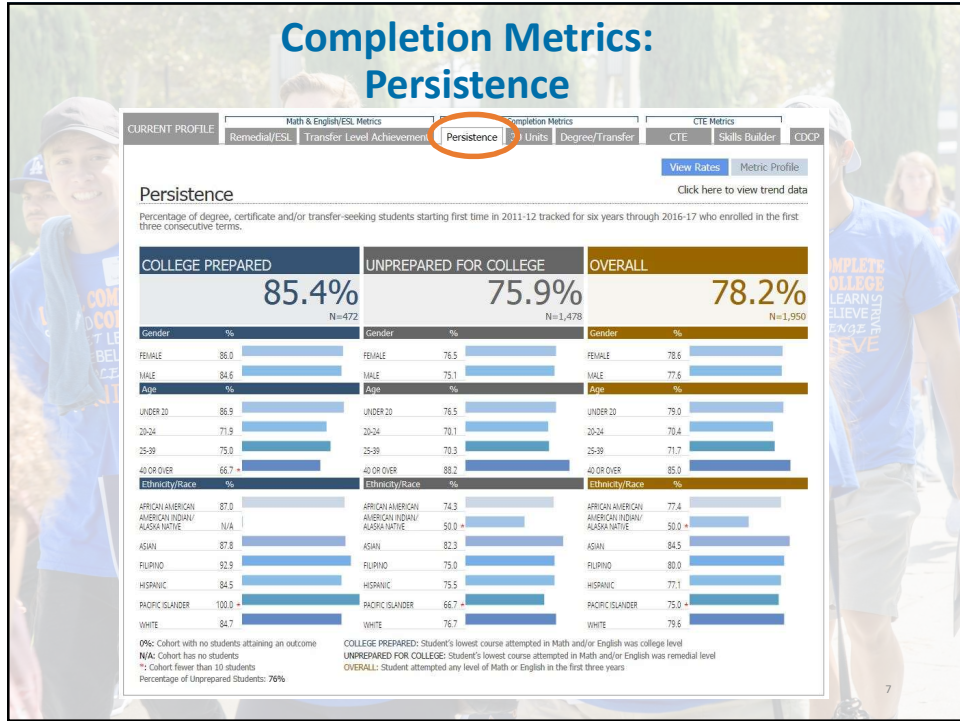 Completion Metrics:
Persistence
CURRENT PROFILE
Math & English/ESL Metrics
Completion Metrics
CTE Metrics
Remedial/ESL Transfer Level Achievement Persistence Units Degree/Transfer CTE Skills Builder CDCP
View Rates Metric Profile
Persistence
Click here to view trend data
Percentage of degree, certificate and/or transfer-seeking students starting first time in 2011-12 tracked for six years through 2016-17 who enrolled in the first
three consecutive terms.
COLLEGE PREPARED
85.4%
N=472
Gender %
FEMALE 86.0
MALE 84.6
Age %
UNDER 20 86.9
20-24 71.9
25-39 75.0
40 OR OVER 66.7 *
Ethnicity/Race %
AFRICAN AMERICAN 87.0
AMERICAN INDIAN/
ALASKA NATIVE N/A
ASIAN 87.8
FILIPINO 92.9
HISPANIC 84.5
PACIFIC ISLANDER 100.0 *
WHITE 84.7
UNPREPARED FOR COLLEGE
75.9%
N=1,478
Gender %
FEMALE 76.5
MALE 75.1
Age %
UNDER 20 76.5
20-24 70.1
25-39 70.3
40 OR OVER 88.2
Ethnicity/Race %
AFRICAN AMERICAN 74.3
AMERICAN INDIAN/
ALASKA NATIVE 50.0 *
ASIAN 82.3
FILIPINO 75.0
HISPANIC 75.5
PACIFIC ISLANDER 66.7 *
WHITE 76.7
OVERALL
78.2%
N=1,950
Gender %
FEMALE 78.6
MALE 77.6
Age %
UNDER 20 79.0
20-24 70.4
25-39 71.7
40 OR OVER 85.0
Ethnicity/Race %
AFRICAN AMERICAN 77.4
AMERICAN INDIAN/
ALASKA NATIVE 50.0 *
ASIAN 84.5
FILIPINO 80.0
HISPANIC 77.1
PACIFIC ISLANDER 75.0 *
WHITE 79.6
0%: Cohort with no students attaining an outcome
N/A: Cohort has no students
*: Cohort fewer than 10 students
Percentage of Unprepared Students: 76%
COLLEGE PREPARED: Student's lowest course attempted in Math and/or English was college level
UNPREPARED FOR COLLEGE: Student's lowest course attempted in Math and/or English was remedial level
OVERALL: Student attempted any level of Math or English in the first three years
COLLEGE
LEARN
STRIVE
7